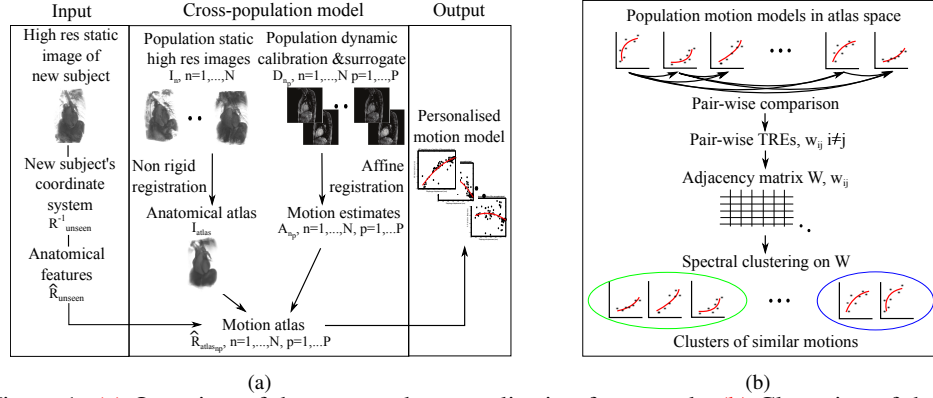 Input
High res static
image of
new subject
New subject's
coordinate
system
R⁻¹unseen
Anatomical
features
R̂unseen
Cross-population model
Population static
high res images
Iₙ, n=1,...,N
Non rigid
registration
Anatomical atlas
Iatlas
Population dynamic
calibration &surrogate
Dnₚ, n=1,...,N p=1,...,P
Affine
registration
Motion estimates
Anₚ, n=1,...,N, p=1,...P
Motion atlas
R̂atlasnp, n=1,...,N, p=1,...P
Output
Personalised
motion model
(a)
Population motion models in atlas space
Pair-wise comparison
Pair-wise TREs, wij i≠j
Adjacency matrix W, wij
Spectral clustering on W
Clusters of similar motions
(b)